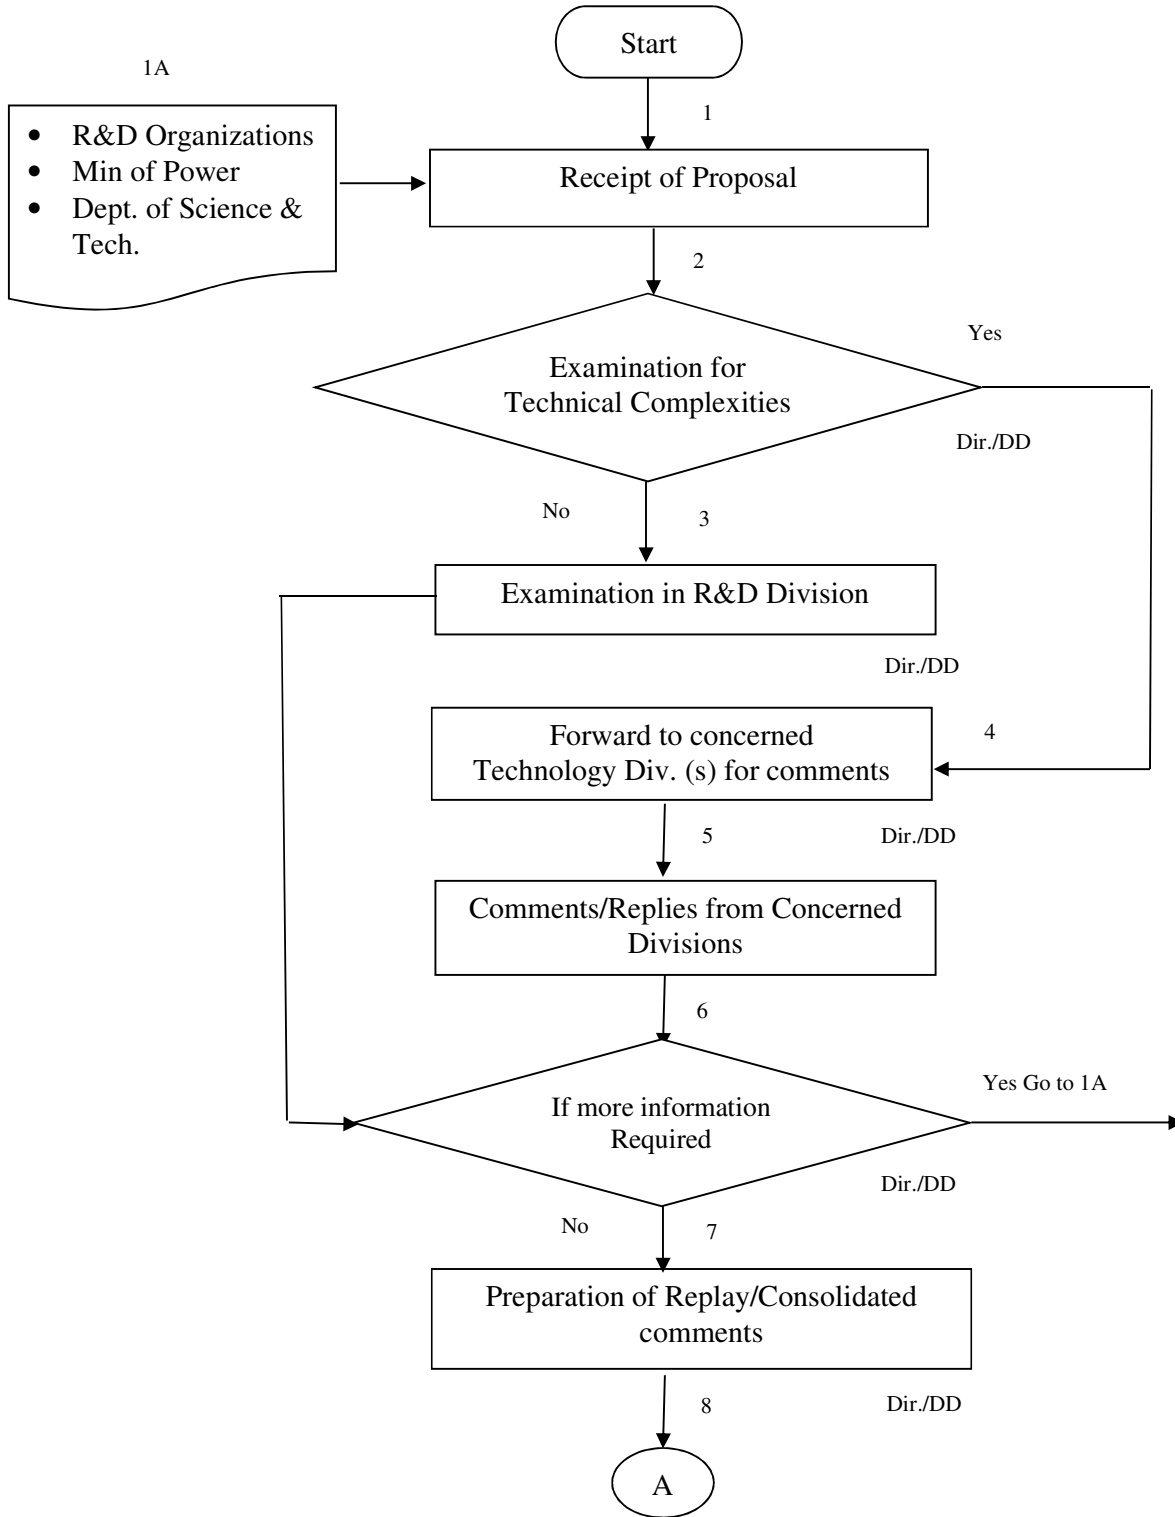 Start
1A
1
• R&D Organizations
• Min of Power
• Dept. of Science &
Tech.
Receipt of Proposal
2
Yes
Examination for
Technical Complexities
Dir./DD
No
3
Examination in R&D Division
Dir./DD
Forward to concerned
Technology Div. (s) for comments
4
5
Dir./DD
Comments/Replies from Concerned
Divisions
6
Yes Go to 1A
If more information
Required
Dir./DD
No
7
Preparation of Replay/Consolidated
comments
8
Dir./DD
A